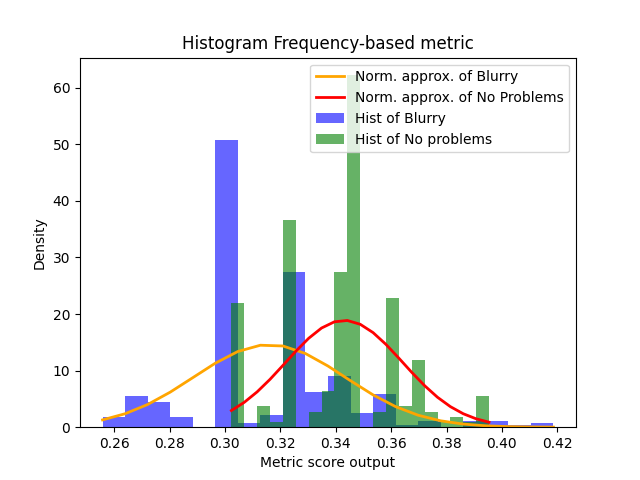 Histogram Frequency-based metric
Norm. approx. of Blurry
Norm. approx. of No Problems
Hist of Blurry
Hist of No problems
Density
60
50
40
30
20
10
0
0.26 0.28 0.30 0.32 0.34 0.36 0.38 0.40 0.42
Metric score output